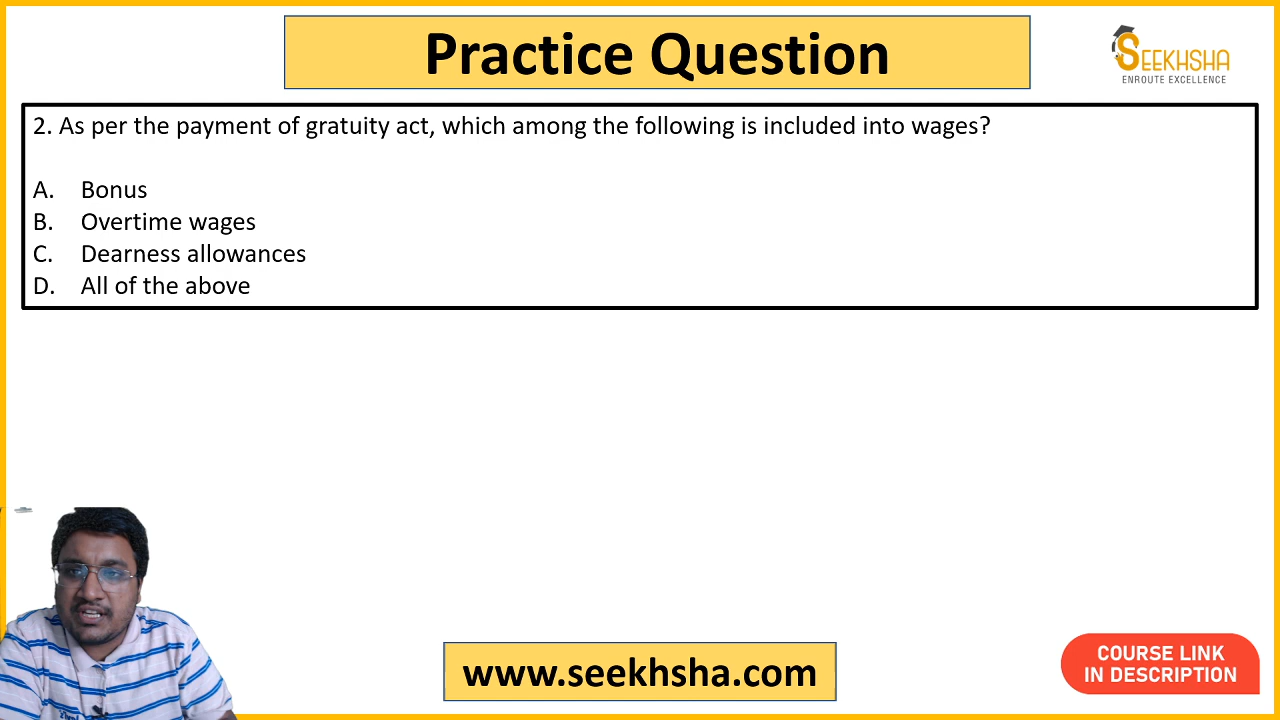 Practice Question
SEEKHSHA
ENROUTE EXCELLENCE
2. As per the payment of gratuity act, which among the following is included into wages?
A. Bonus
B. Overtime wages
C. Dearness allowances
D. All of the above
www.seekhsha.com
COURSE LINK
IN DESCRIPTION